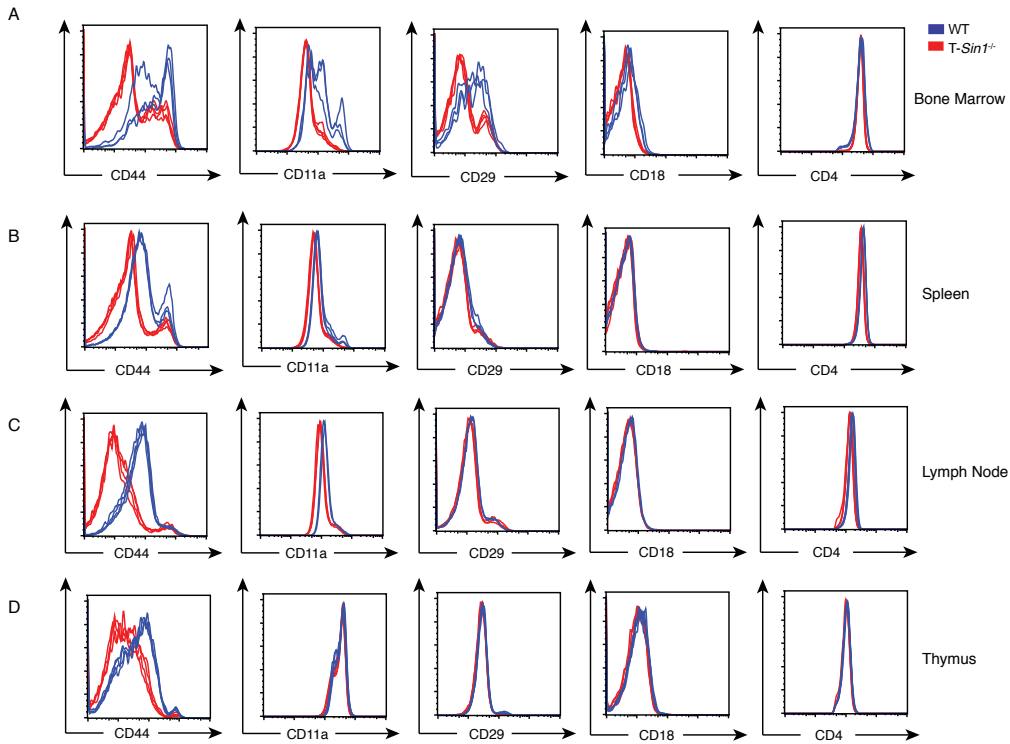 A
WT
T-Sin1-/-
Bone Marrow
CD44 CD11a CD29 CD18 CD4
B
Spleen
CD44 CD11a CD29 CD18 CD4
C
Lymph Node
CD44 CD11a CD29 CD18 CD4
D
Thymus
CD44 CD11a CD29 CD18 CD4